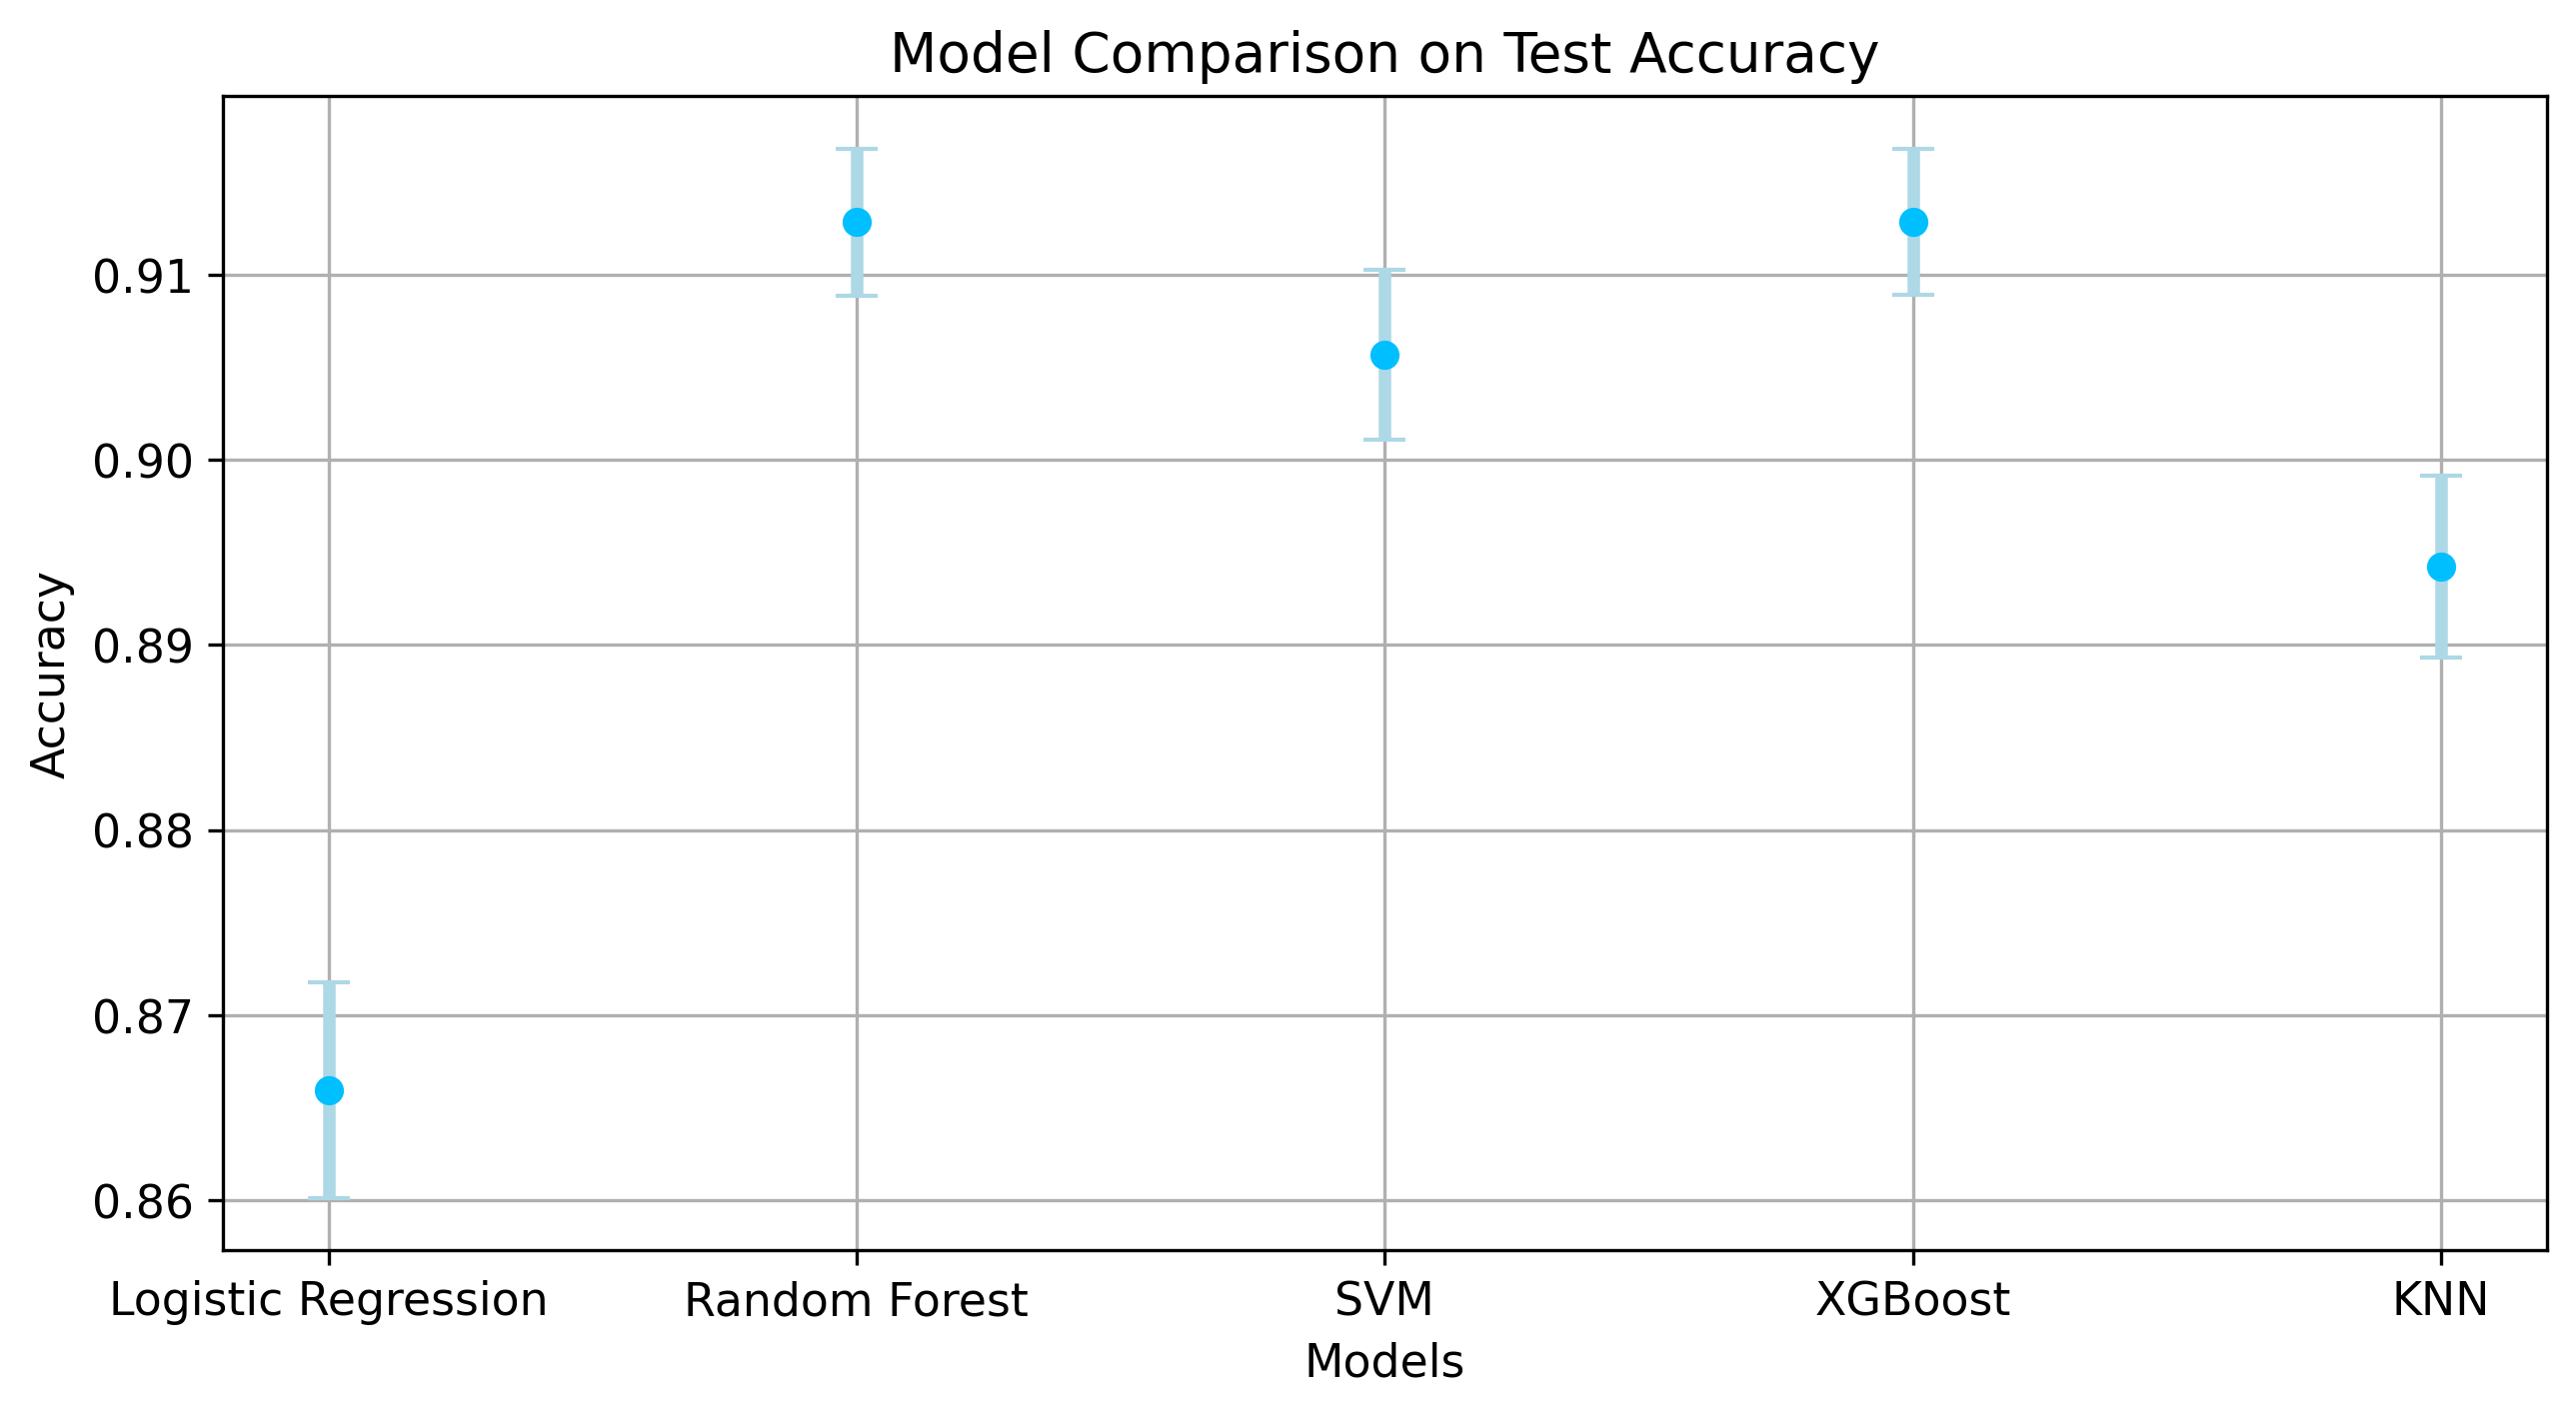 Model Comparison on Test Accuracy
Accuracy
0.91
0.90
0.89
0.88
0.87
0.86
Logistic Regression
Random Forest
SVM
XGBoost
KNN
Models